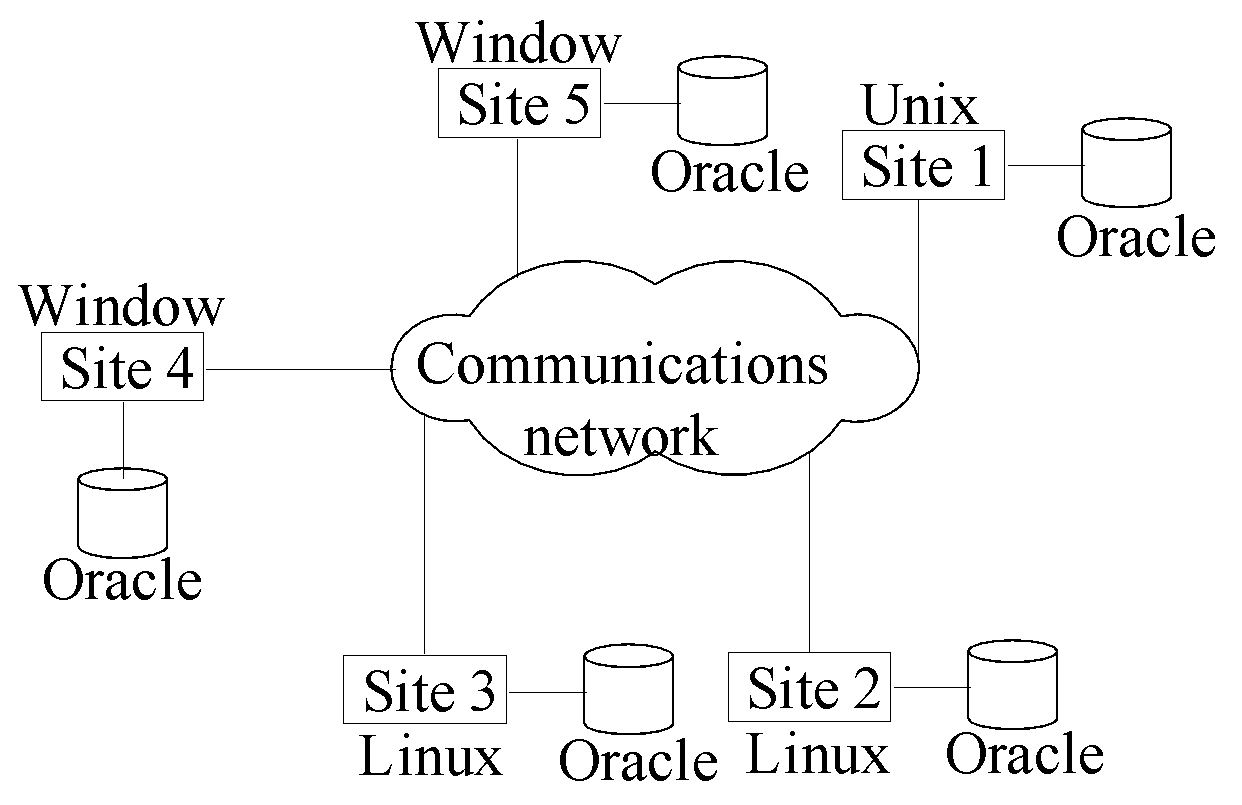 Window
Site 5
Oracle
Unix
Site 1
Oracle
Window
Site 4
Oracle
Communications
network
Site 3
Linux
Oracle
Site 2
Linux
Oracle